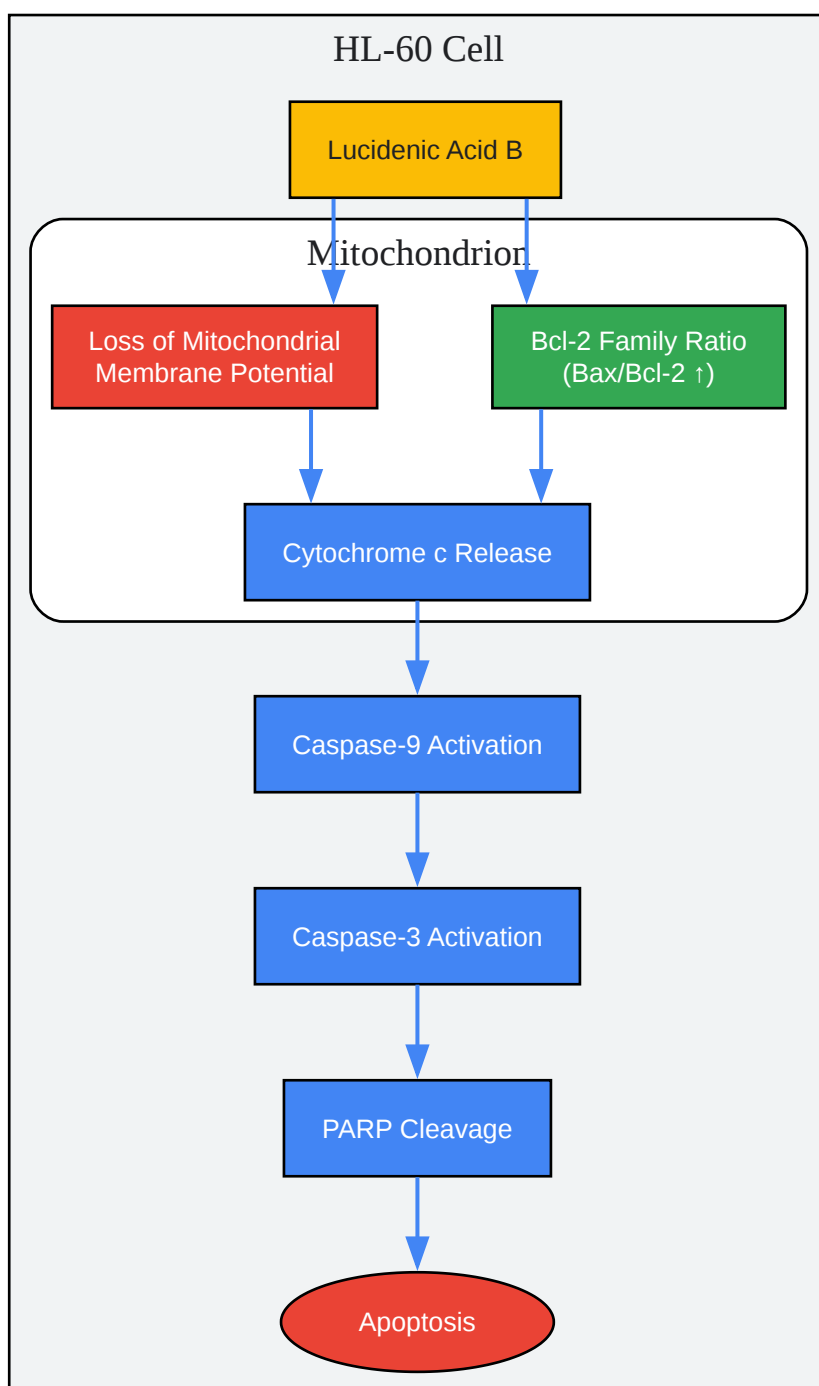 HL-60 Cell
Lucidenic Acid B
Mitochondrion
Loss of Mitochondrial
Membrane Potential
Bcl-2 Family Ratio
(Bax/Bcl-2 ↑)
Cytochrome c Release
Caspase-9 Activation
Caspase-3 Activation
PARP Cleavage
Apoptosis